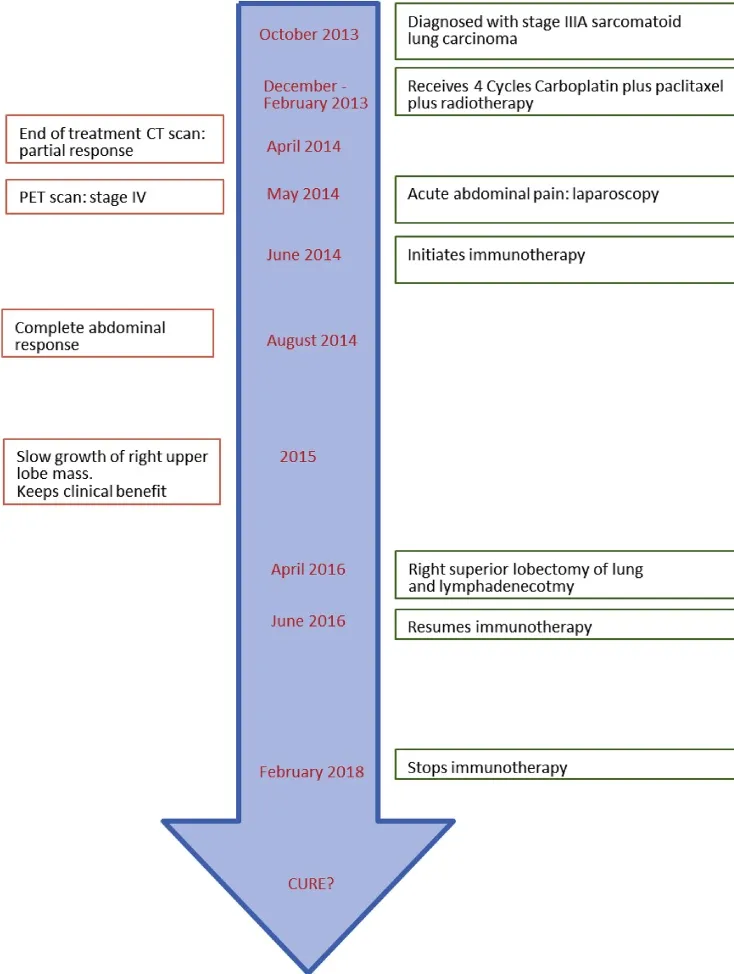 October 2013
Diagnosed with stage IIIA sarcomatoid
lung carcinoma
December -
February 2013
Receives 4 Cycles Carboplatin plus paclitaxel
plus radiotherapy
End of treatment CT scan:
partial response
April 2014
PET scan: stage IV
May 2014
Acute abdominal pain: laparoscopy
June 2014
Initiates immunotherapy
Complete abdominal
response
August 2014
Slow growth of right upper
lobe mass.
Keeps clinical benefit
2015
April 2016
Right superior lobectomy of lung
and lymphadenecotmy
June 2016
Resumes immunotherapy
February 2018
Stops immunotherapy
CURE?